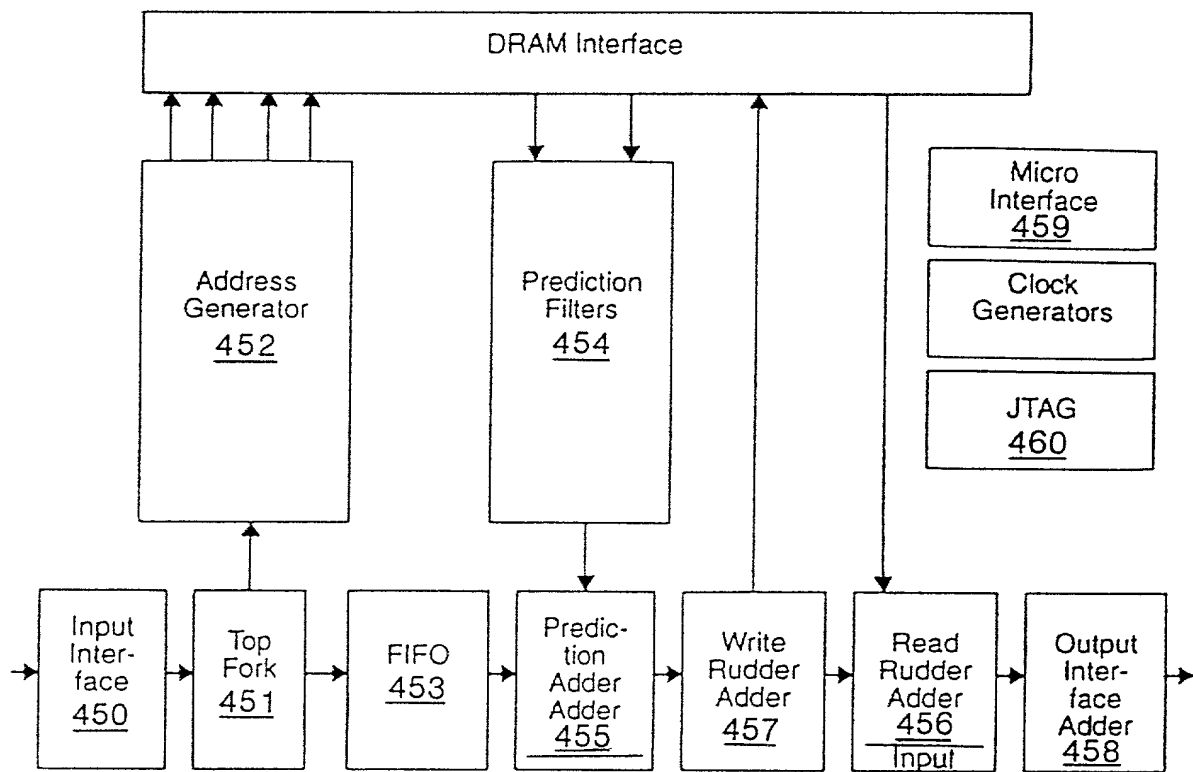 DRAM Interface
Address
Generator
452
Prediction
Filters
454
Micro
Interface
459
Clock
Generators
JTAG
460
Input
Inter-
face
450
Top
Fork
451
FIFO
453
Predic-
tion
Adder
Adder
455
Write
Rudder
Adder
457
Read
Rudder
Adder
456
Input
Output
Inter-
face
Adder
458